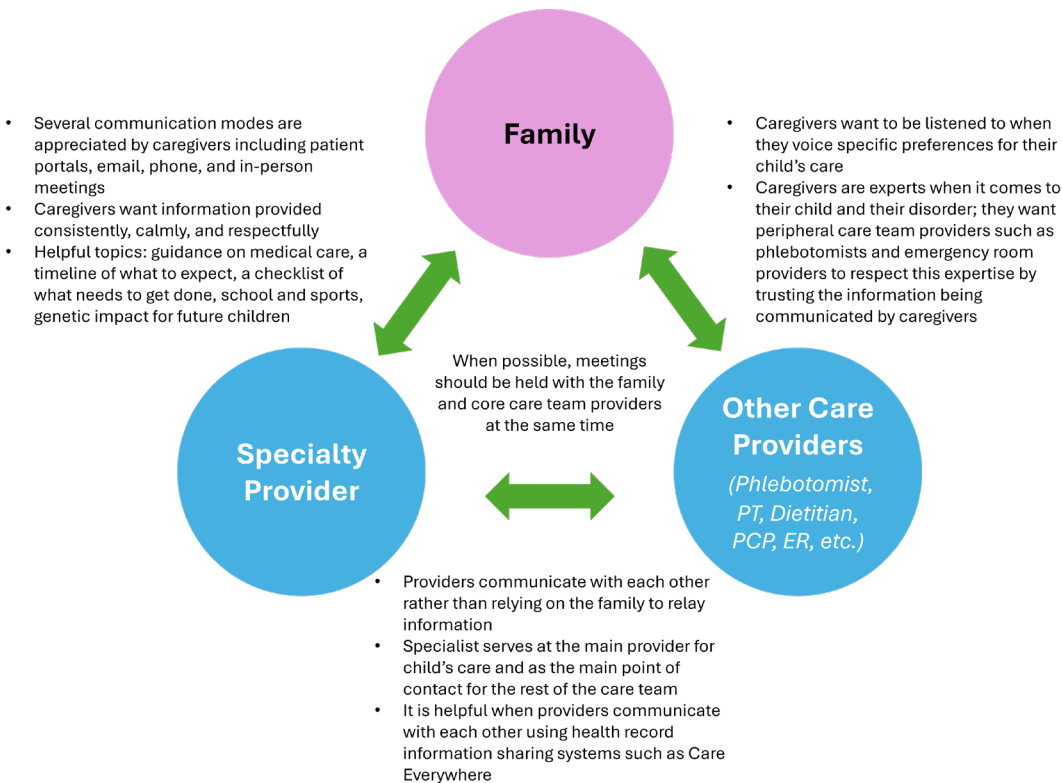 Family
• Several communication modes are
appreciated by caregivers including patient
portals, email, phone, and in-person
meetings
• Caregivers want information provided
consistently, calmly, and respectfully
• Helpful topics: guidance on medical care, a
timeline of what to expect, a checklist of
what needs to get done, school and sports,
genetic impact for future children
• Caregivers want to be listened to when
they voice specific preferences for their
child’s care
• Caregivers are experts when it comes to
their child and their disorder; they want
peripheral care team providers such as
phlebotomists and emergency room
providers to respect this expertise by
trusting the information being
communicated by caregivers
When possible, meetings
should be held with the family
and core care team providers
at the same time
Specialty
Provider
Other Care
Providers
(Phlebotomist,
PT, Dietitian,
PCP, ER, etc.)
• Providers communicate with each other
rather than relying on the family to relay
information
• Specialist serves at the main provider for
child’s care and as the main point of
contact for the rest of the care team
• It is helpful when providers communicate
with each other using health record
information sharing systems such as Care
Everywhere